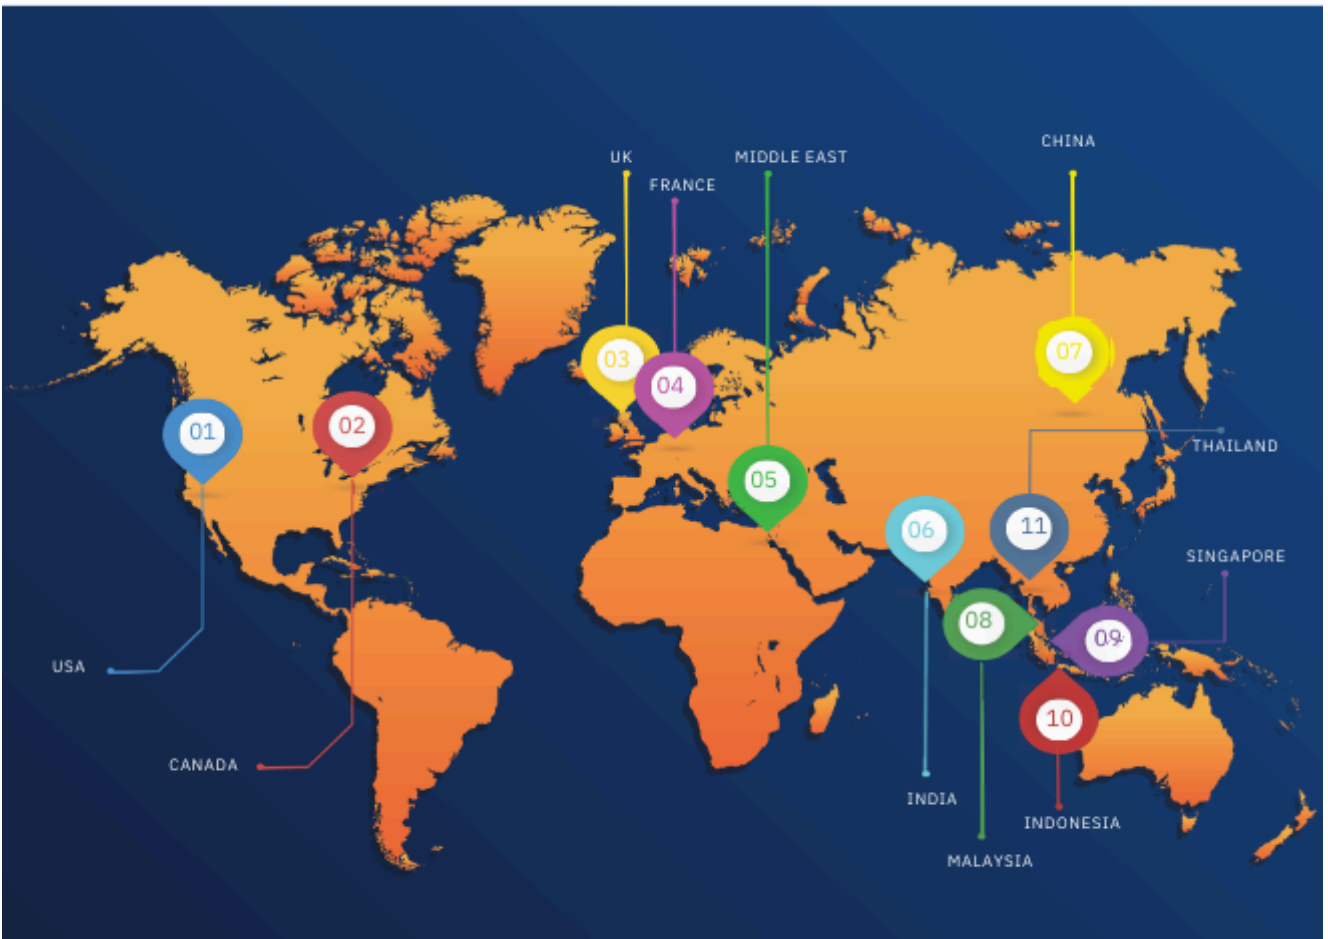 CHINA
UK
MIDDLE EAST
FRANCE
07
03
04
02
01
THAILAND
05
11
06
SINGAPORE
08
09
USA
10
CANADA
INDIA
INDONESIA
MALAYSIA